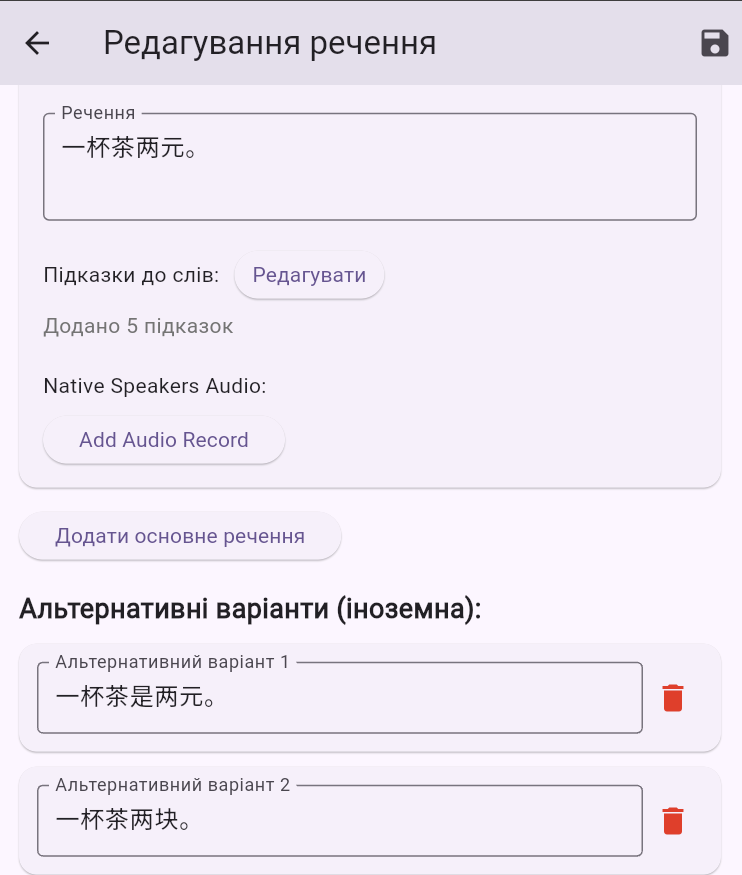 Редагування речення
Речення
一杯茶两元。
Підказки до слів: Редагувати
Додано 5 підказок
Native Speakers Audio:
Add Audio Record
Додати основне речення
Альтернативні варіанти (іноземна):
Альтернативний варіант 1
一杯茶是两元。
Альтернативний варіант 2
一杯茶两块。